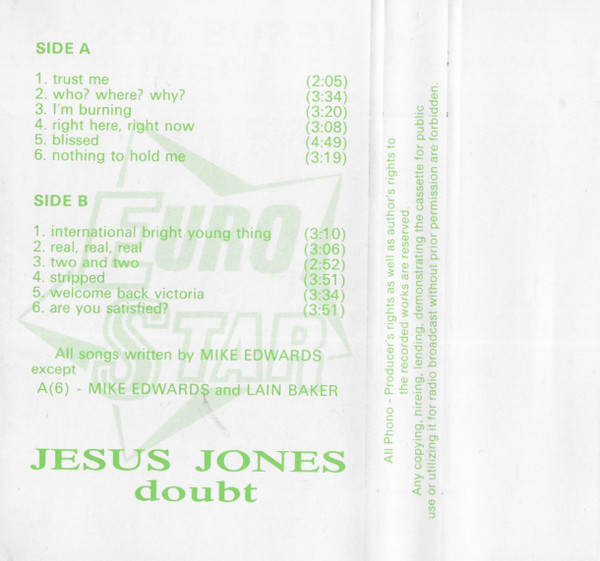 SIDE A
1. trust me (2:05)
2. who? where? why? (3:34)
3. I'm burning (3:20)
4. right here, right now (3:08)
5. blissed (4:49)
6. nothing to hold me (3:19)
SIDE B
1. international bright young thing (3:10)
2. real, real, real (3:06)
3. two and two (2:52)
4. stripped (3:51)
5. welcome back victoria (3:34)
6. are you satisfied? (3:51)
EURO
STAR
All songs written by MIKE EDWARDS
except
A(6) - MIKE EDWARDS and LAIN BAKER
JESUS JONES
doubt
All Phono - Producer's rights as well as author's rights to
the recorded works are reserved.
Any copying, hireing, lending, demonstrating the cassette for public
use or utilizing it for radio broadcast without prior permission are forbidden.